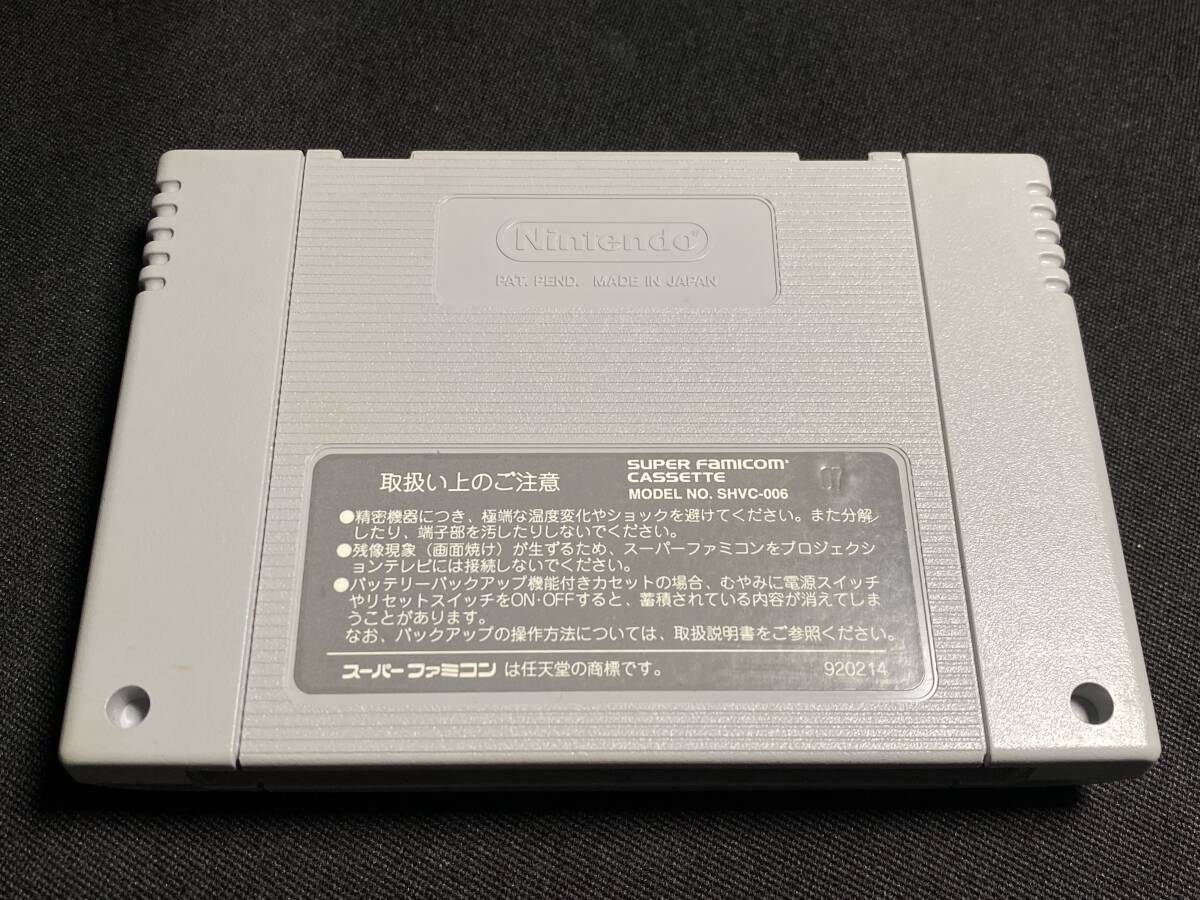 Nintendo
PAT. PEND. MADE IN JAPAN
取扱い上のご注意
SUPER FAMICOM
CASSETTE
MODEL NO. SHVC-006
17
●精密機器につき、極端な温度変化やショックを避けてください。また分解
したり、端子部を汚したりしないでください。
●残像現象（画面焼け）が生ずるため、スーパーファミコンをプロジェクシ
ョンテレビには接続しないでください。
●バッテリーバックアップ機能付きカセットの場合、むやみに電源スイッチ
やリセットスイッチをON・OFFすると、蓄積されている内容が消えてしま
うことがあります。
なお、バックアップの操作方法については、取扱説明書をご参照ください。
スーパーファミコン は任天堂の商標です。
920214